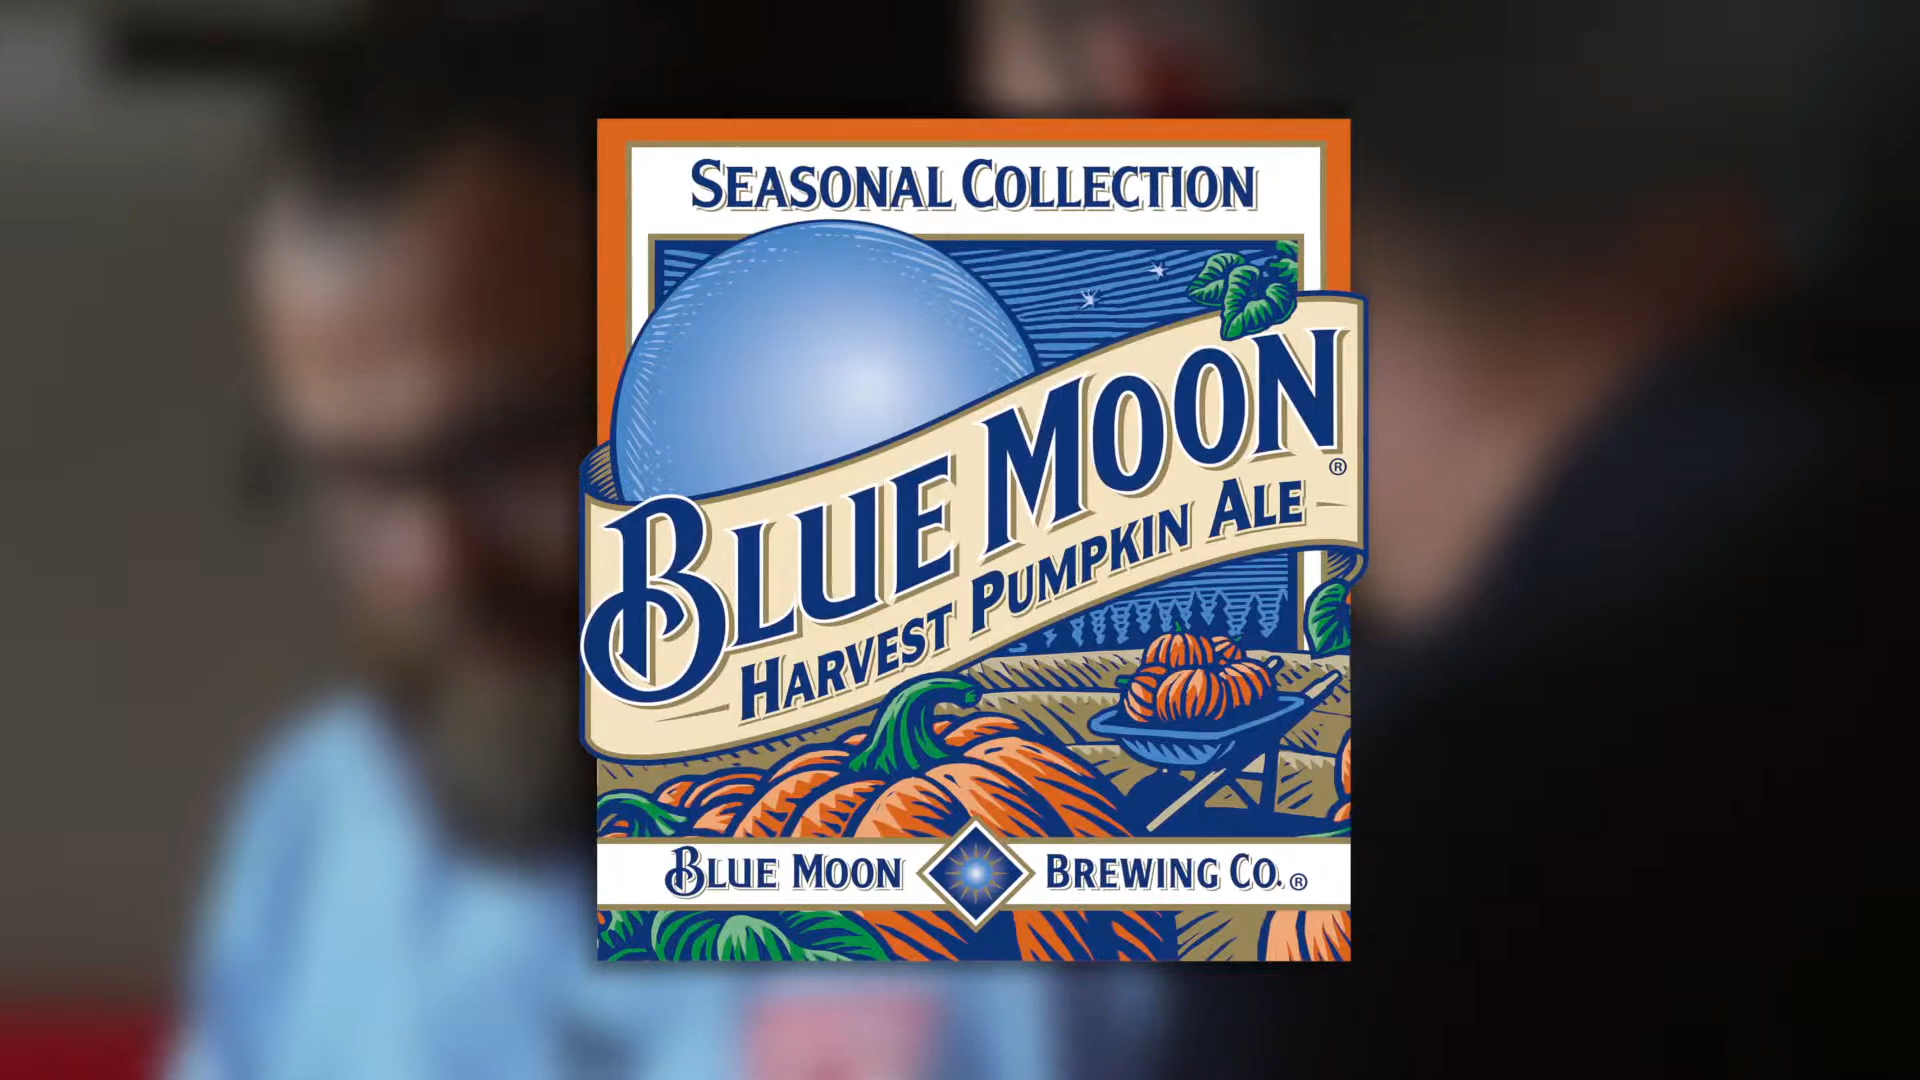 SEASONAL COLLECTION
BLUE MOON®
HARVEST PUMPKIN ALE
BLUE MOON BREWING CO.®